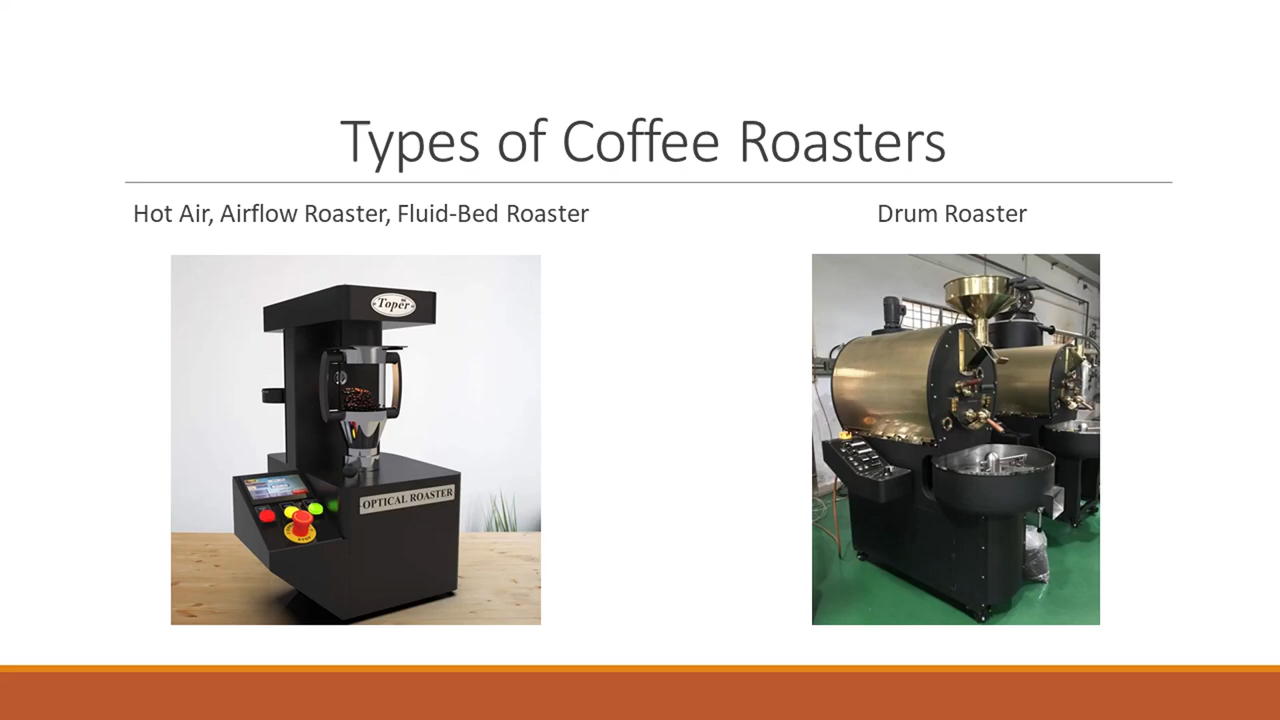 Types of Coffee Roasters
Hot Air, Airflow Roaster, Fluid-Bed Roaster
Drum Roaster
Toper
OPTICAL ROASTER